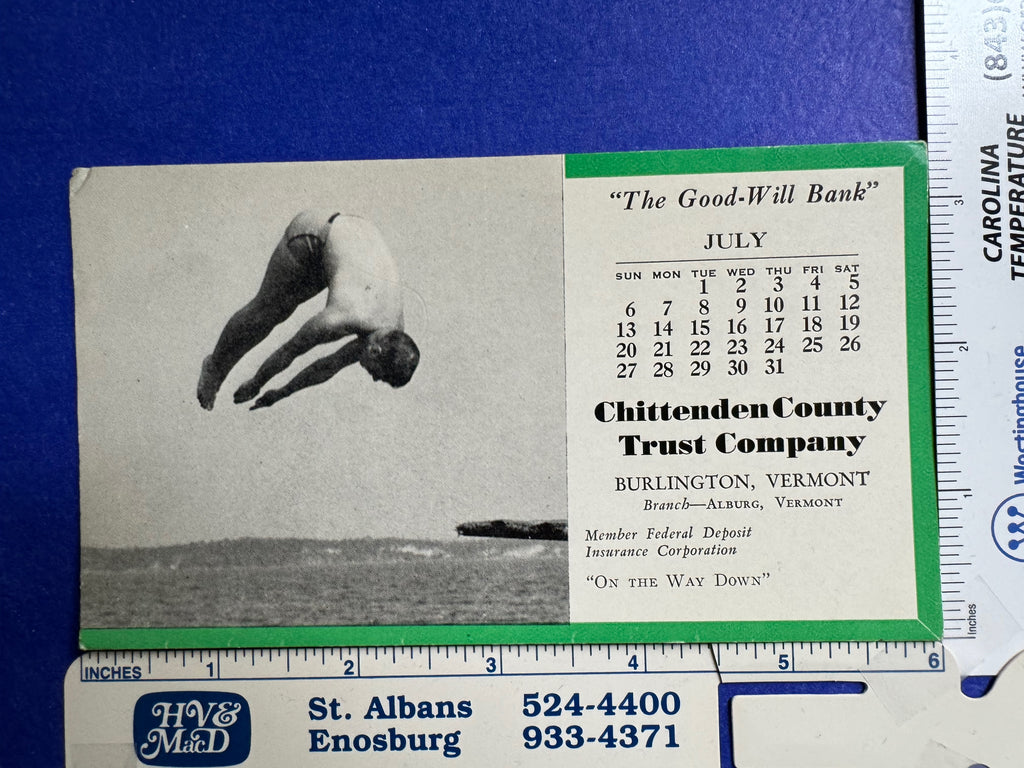 "The Good-Will Bank"
JULY
SUN MON TUE WED THU FRI SAT
1 2 3 4 5
6 7 8 9 10 11 12
13 14 15 16 17 18 19
20 21 22 23 24 25 26
27 28 29 30 31
Chittenden County
Trust Company
BURLINGTON, VERMONT
Branch—ALBURG, VERMONT
Member Federal Deposit
Insurance Corporation
"ON THE WAY DOWN"
INCHES 1 2 3 4 5 6
HV&
MacD
St. Albans 524-4400
Enosburg 933-4371
Inches 1 2 3 4
(843)
CAROLINA
TEMPERATURE
Westinghouse